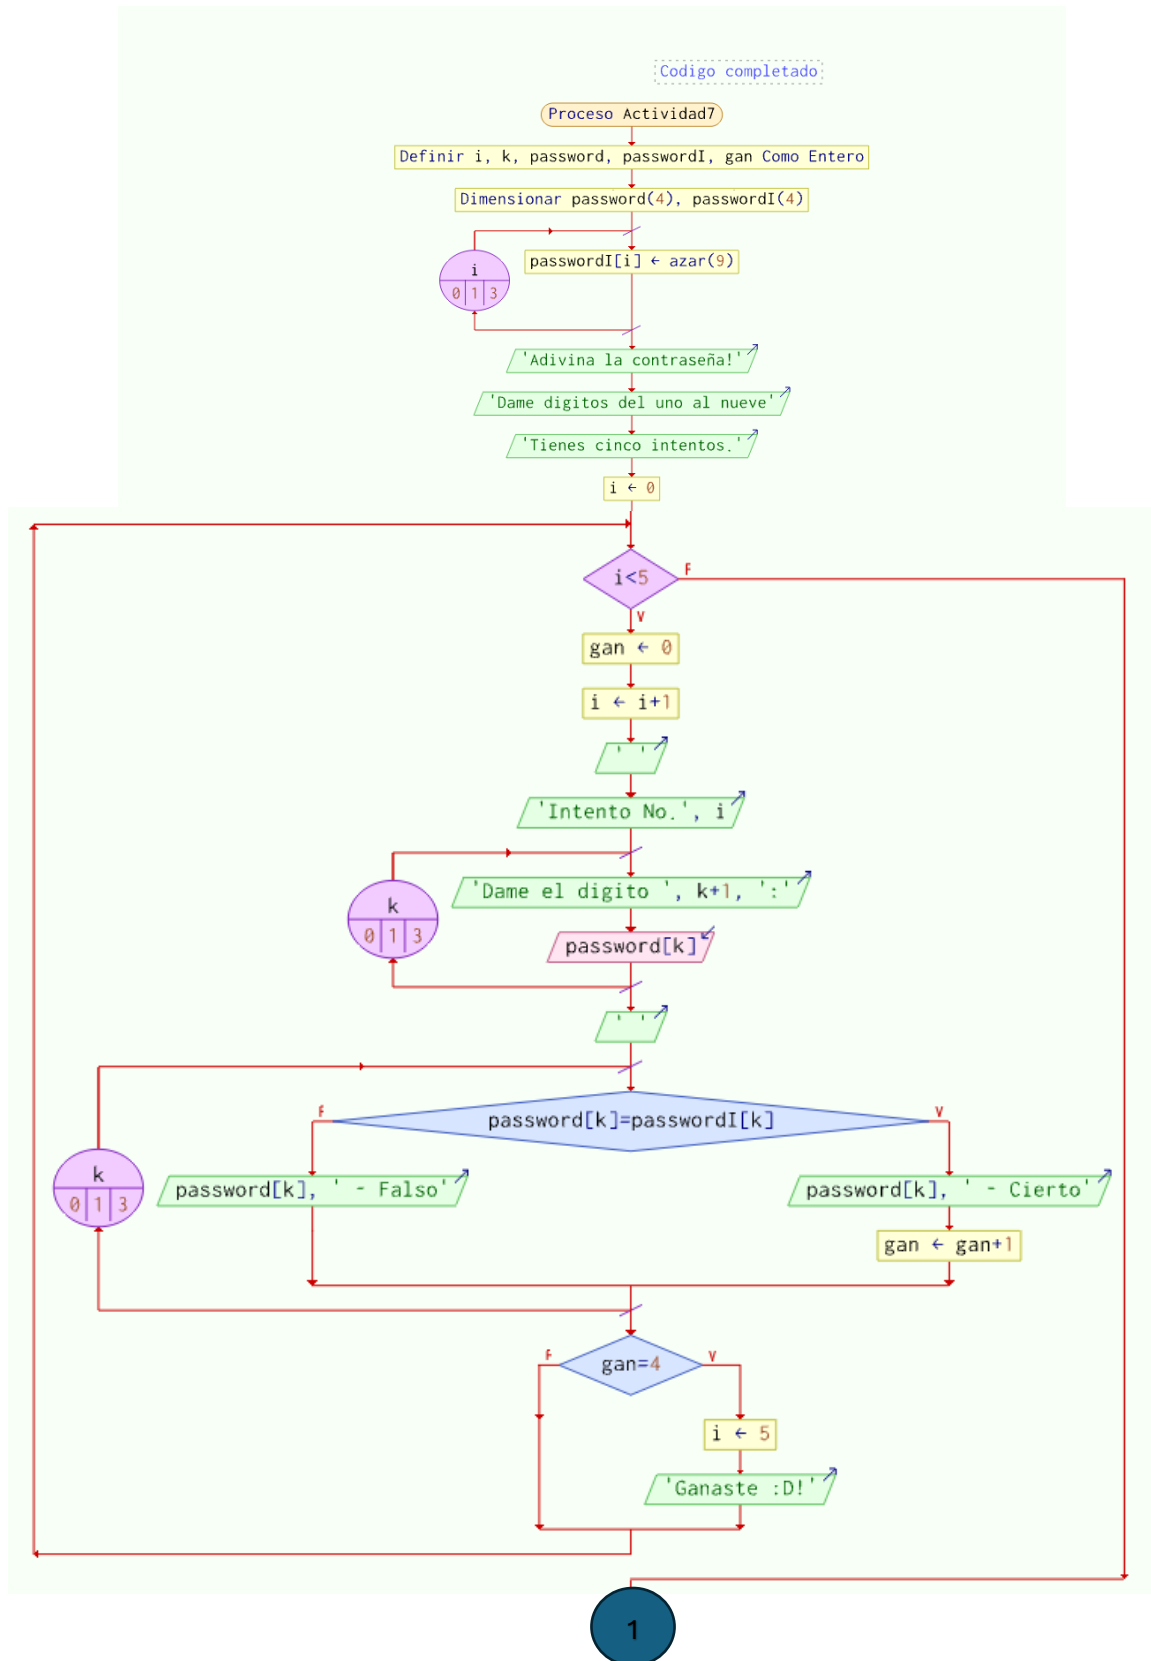 Codigo completado
Proceso Actividad7
Definir i, k, password, passwordI, gan Como Entero
Dimensionar password(4), passwordI(4)
passwordI[i] ← azar(9)
i
0 1 3
'Adivina la contraseña!'
'Dame digitos del uno al nueve'
'Tienes cinco intentos.'
i ← 0
i<5
F
V
gan ← 0
i ← i+1
' '
'Intento No.', i
'Dame el digito ', k+1, ':'
k
0 1 3
password[k]
' '
password[k]=passwordI[k]
F
V
k
0 1 3
password[k], ' - Falso'
password[k], ' - Cierto'
gan ← gan+1
gan=4
F
V
i ← 5
'Ganaste :D!'
1